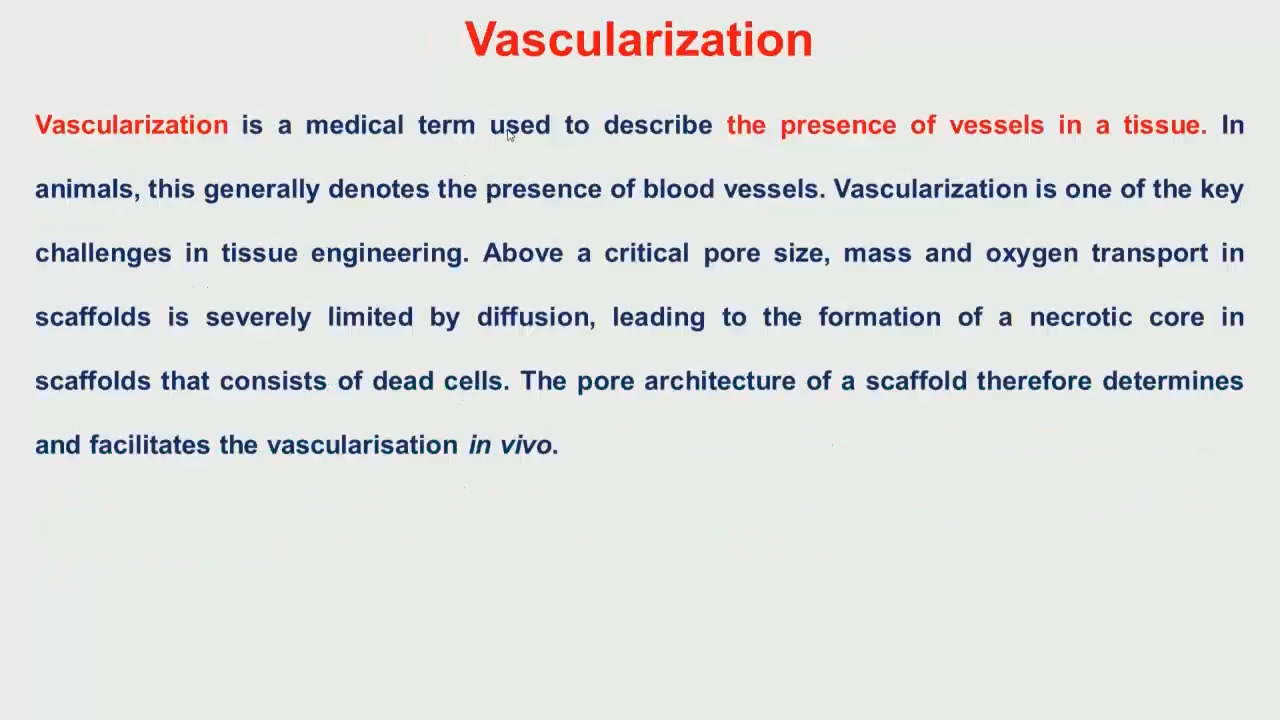 Vascularization
Vascularization is a medical term used to describe the presence of vessels in a tissue. In
animals, this generally denotes the presence of blood vessels. Vascularization is one of the key
challenges in tissue engineering. Above a critical pore size, mass and oxygen transport in
scaffolds is severely limited by diffusion, leading to the formation of a necrotic core in
scaffolds that consists of dead cells. The pore architecture of a scaffold therefore determines
and facilitates the vascularisation in vivo.